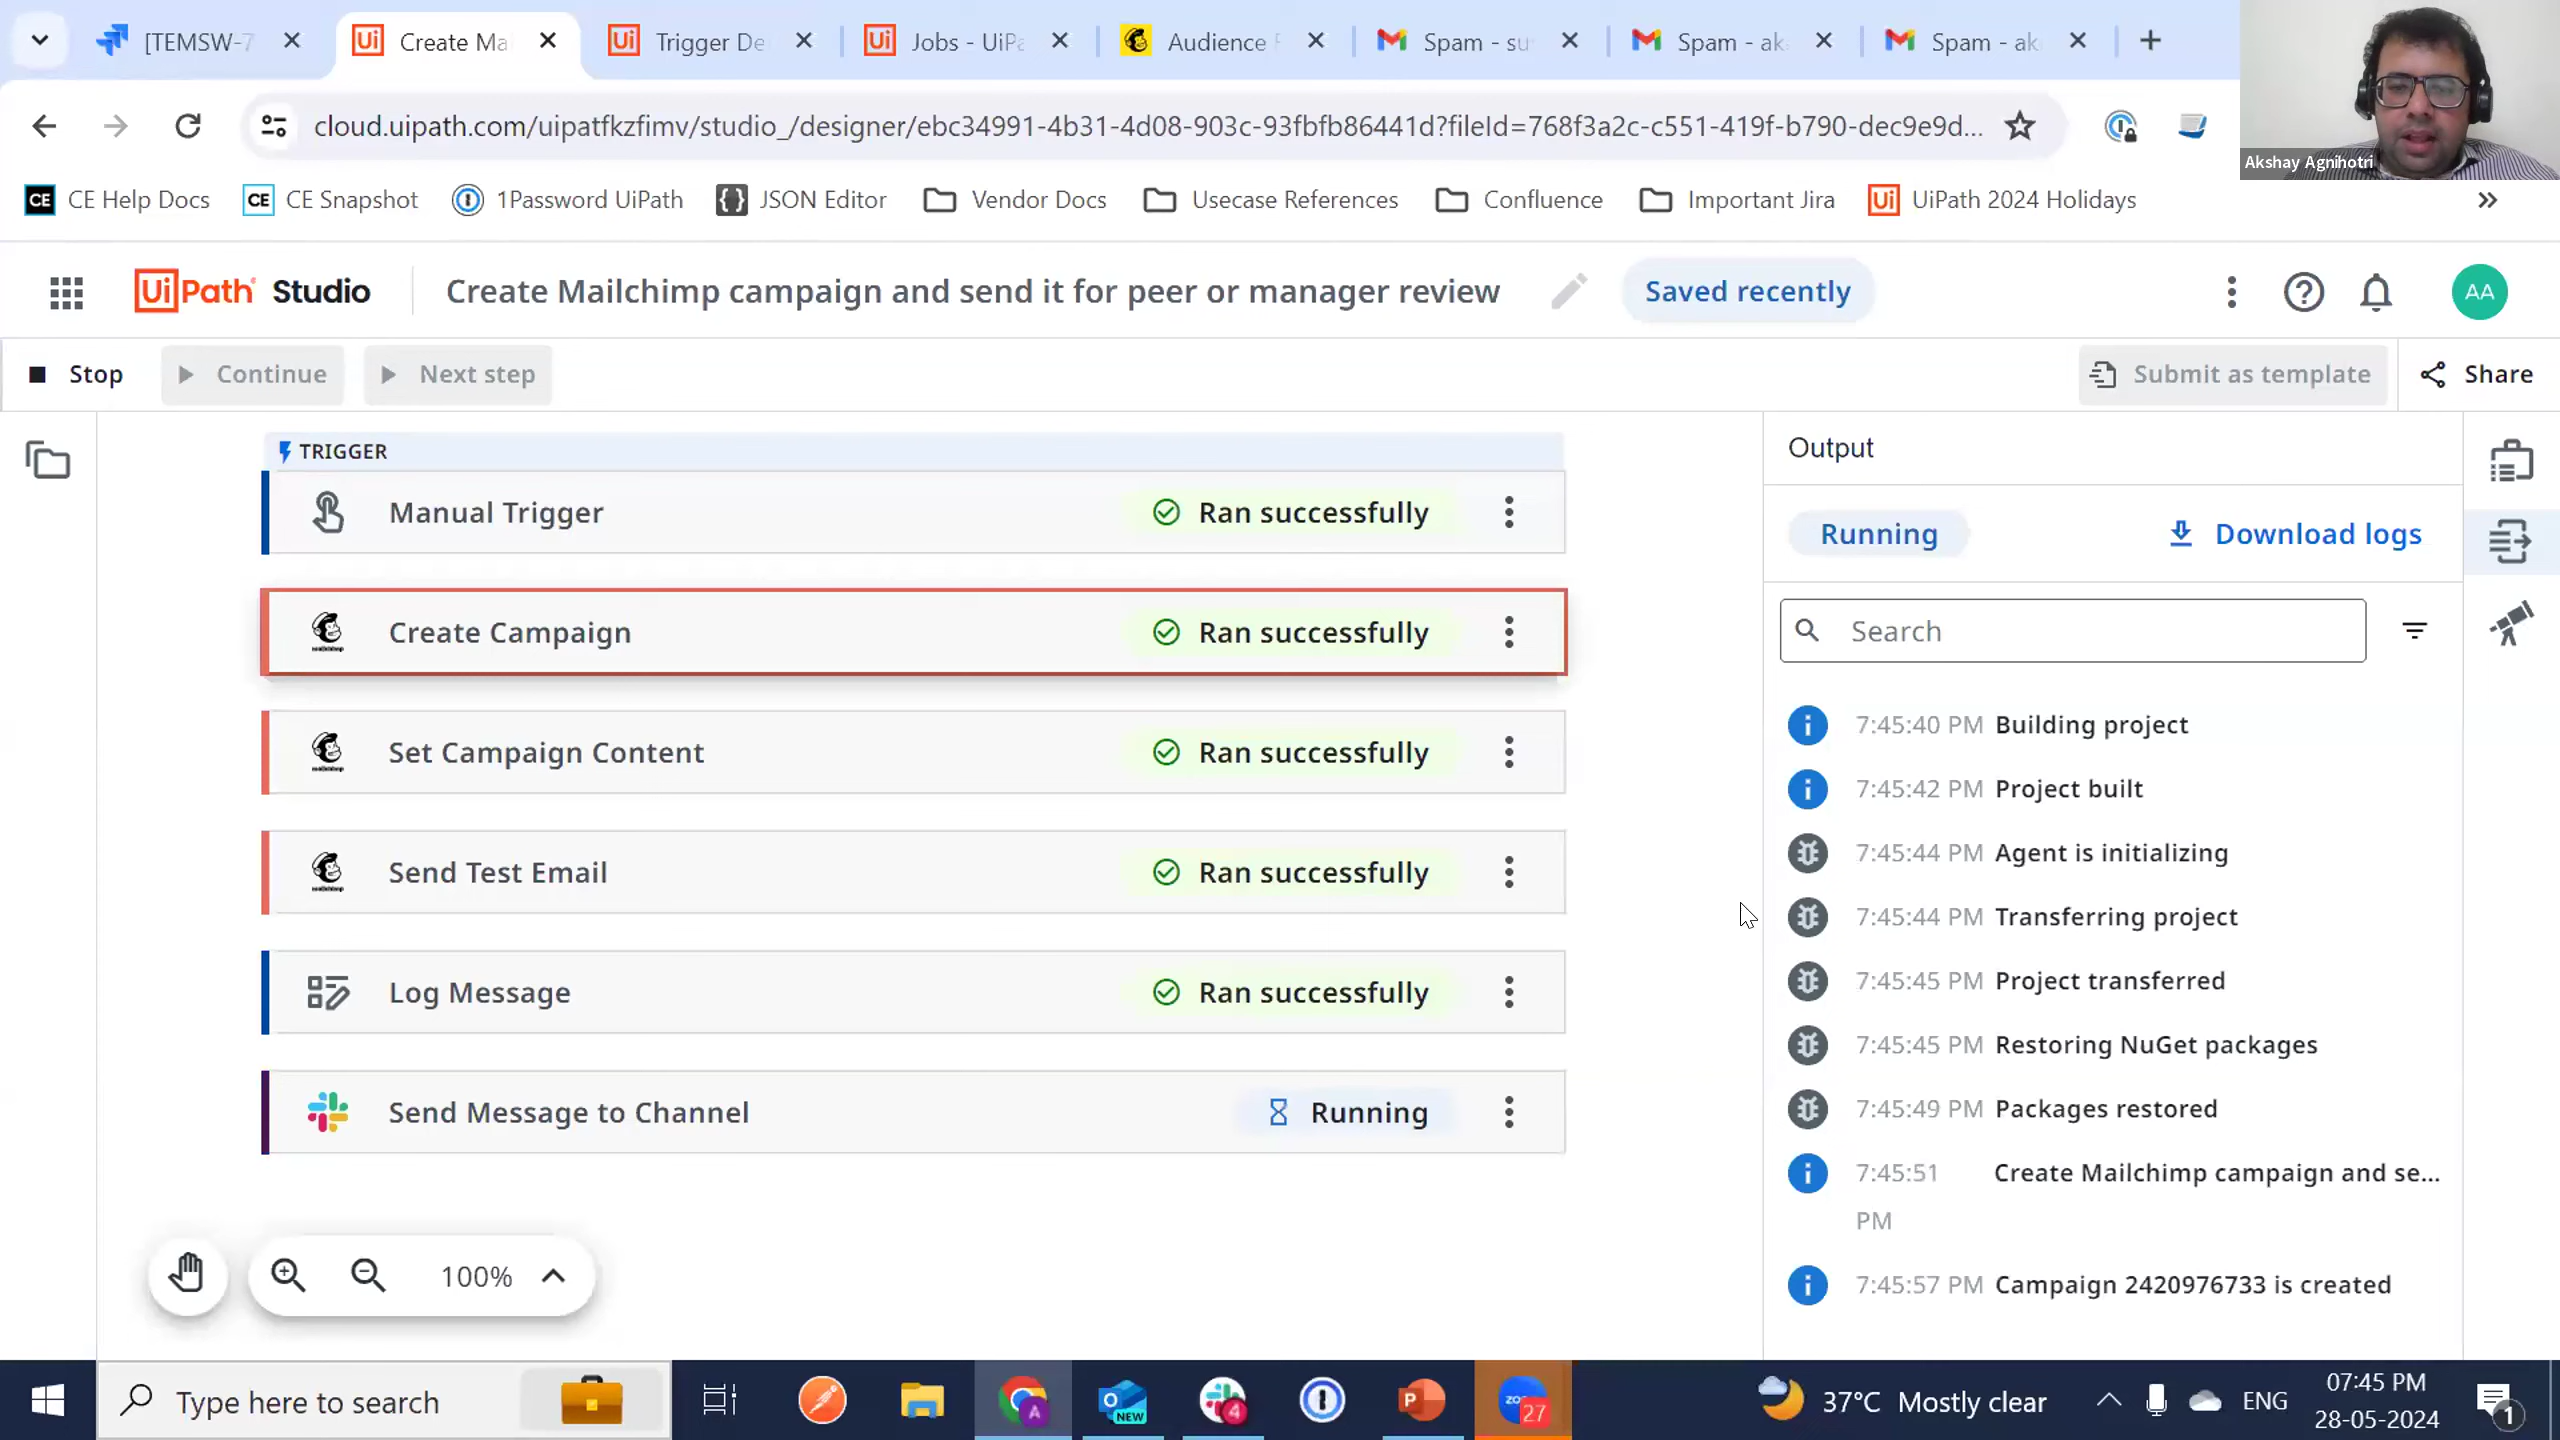 [TEMSW-7
Create Ma
Trigger De
Jobs - UiPa
Audience F
Spam - su
Spam - ak
Spam - ak
cloud.uipath.com/uipatfkzfimv/studio_/designer/ebc34991-4b31-4d08-903c-93fbfb86441d?fileId=768f3a2c-c551-419f-b790-dec9e9d...
Akshay Agnihotri
CE CE Help Docs
CE CE Snapshot
1Password UiPath
JSON Editor
Vendor Docs
Usecase References
Confluence
Important Jira
UiPath 2024 Holidays
UiPath Studio
Create Mailchimp campaign and send it for peer or manager review
Saved recently
AA
Stop
Continue
Next step
Submit as template
Share
TRIGGER
Manual Trigger
Ran successfully
Create Campaign
Ran successfully
Set Campaign Content
Ran successfully
Send Test Email
Ran successfully
Log Message
Ran successfully
Send Message to Channel
Running
100%
Output
Running
Download logs
Search
7:45:40 PM Building project
7:45:42 PM Project built
7:45:44 PM Agent is initializing
7:45:44 PM Transferring project
7:45:45 PM Project transferred
7:45:45 PM Restoring NuGet packages
7:45:49 PM Packages restored
7:45:51 Create Mailchimp campaign and se...
PM
7:45:57 PM Campaign 2420976733 is created
Type here to search
A
NEW
4
27
37°C Mostly clear
ENG
07:45 PM
28-05-2024
1